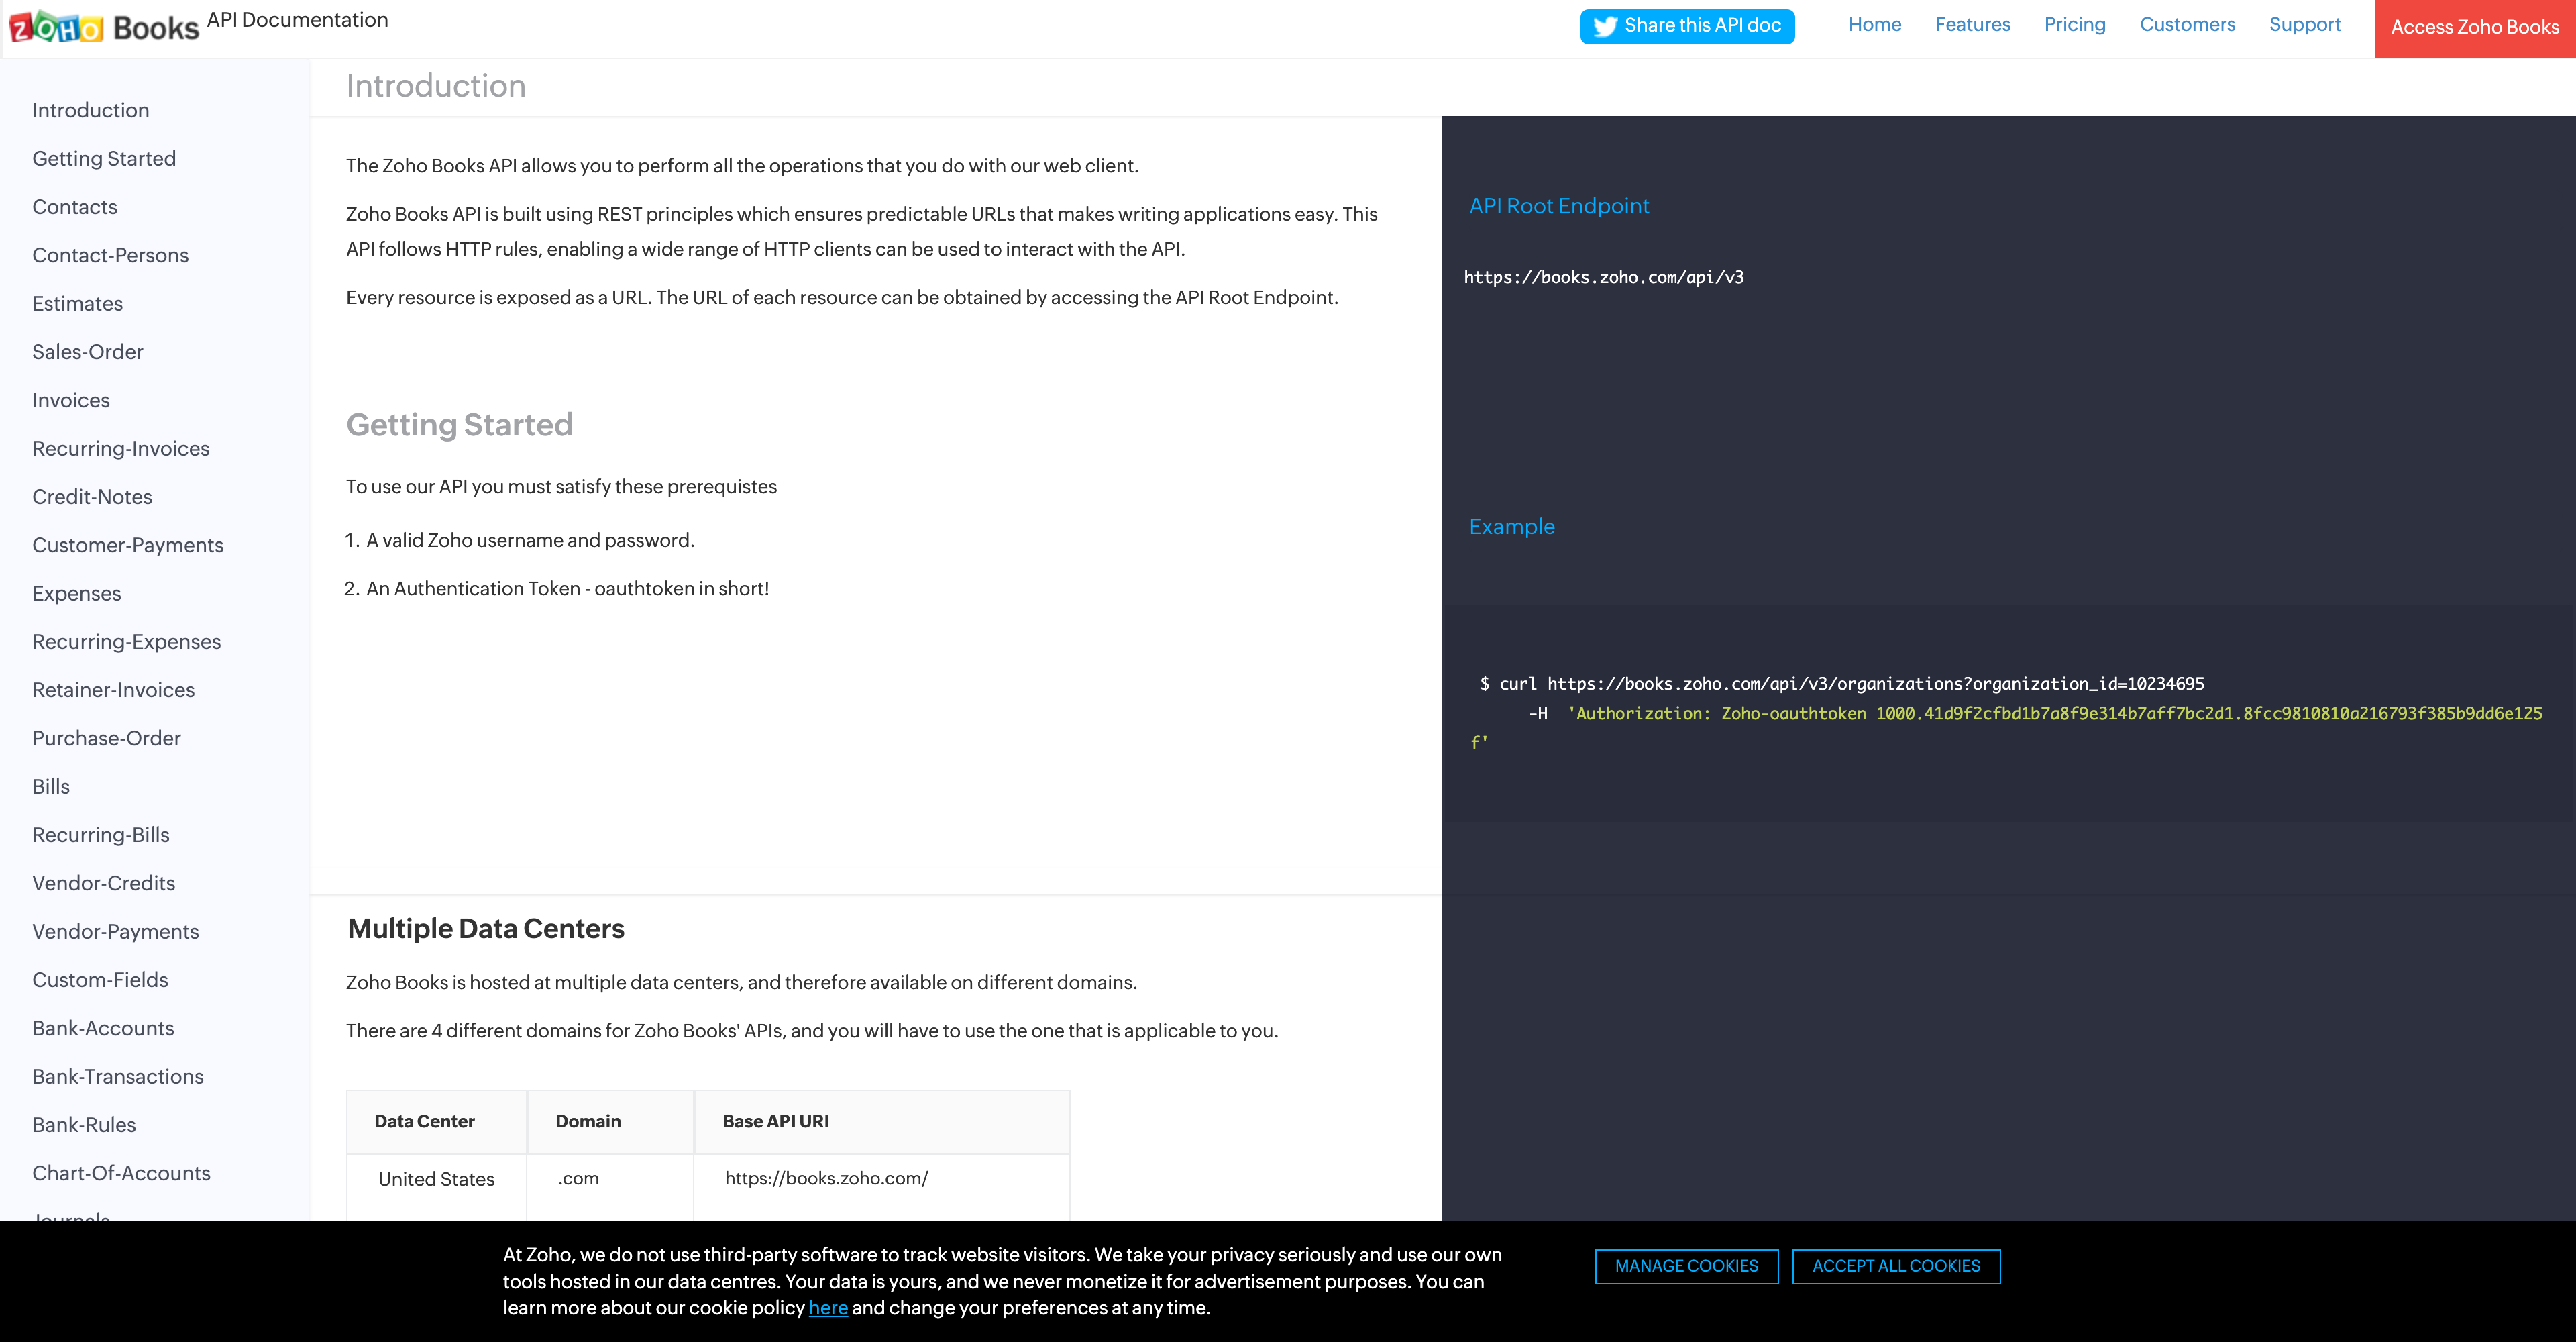 ZOHO Books API Documentation
Share this API doc
Home
Features
Pricing
Customers
Support
Access Zoho Books
Introduction
Getting Started
Contacts
Contact-Persons
Estimates
Sales-Order
Invoices
Recurring-Invoices
Credit-Notes
Customer-Payments
Expenses
Recurring-Expenses
Retainer-Invoices
Purchase-Order
Bills
Recurring-Bills
Vendor-Credits
Vendor-Payments
Custom-Fields
Bank-Accounts
Bank-Transactions
Bank-Rules
Chart-Of-Accounts
Journals
Introduction
The Zoho Books API allows you to perform all the operations that you do with our web client.
Zoho Books API is built using REST principles which ensures predictable URLs that makes writing applications easy. This
API follows HTTP rules, enabling a wide range of HTTP clients can be used to interact with the API.
Every resource is exposed as a URL. The URL of each resource can be obtained by accessing the API Root Endpoint.
Getting Started
To use our API you must satisfy these prerequistes
1. A valid Zoho username and password.
2. An Authentication Token - oauthtoken in short!
API Root Endpoint
https://books.zoho.com/api/v3
Example
$ curl https://books.zoho.com/api/v3/organizations?organization_id=10234695
-H 'Authorization: Zoho-oauthtoken 1000.41d9f2cfbd1b7a8f9e314b7aff7bc2d1.8fcc9810810a216793f385b9dd6e125
f'
Multiple Data Centers
Zoho Books is hosted at multiple data centers, and therefore available on different domains.
There are 4 different domains for Zoho Books' APIs, and you will have to use the one that is applicable to you.
Data Center Domain Base API URI
United States .com https://books.zoho.com/
At Zoho, we do not use third-party software to track website visitors. We take your privacy seriously and use our own
tools hosted in our data centres. Your data is yours, and we never monetize it for advertisement purposes. You can
learn more about our cookie policy here and change your preferences at any time.
MANAGE COOKIES
ACCEPT ALL COOKIES